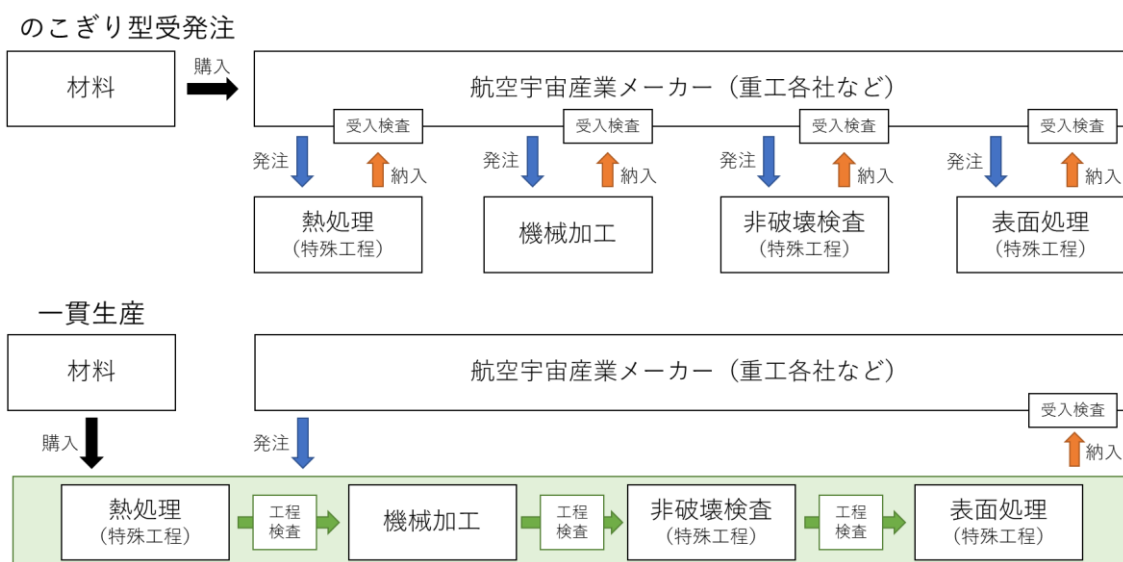 のこぎり型受発注
材料
購入
航空宇宙産業メーカー（重工各社など）
受入検査
受入検査
受入検査
受入検査
発注
納入
発注
納入
発注
納入
発注
納入
熱処理
(特殊工程)
機械加工
非破壊検査
(特殊工程)
表面処理
(特殊工程)
一貫生産
材料
航空宇宙産業メーカー（重工各社など）
受入検査
購入
発注
納入
熱処理
(特殊工程)
工程
検査
機械加工
工程
検査
非破壊検査
(特殊工程)
工程
検査
表面処理
(特殊工程)